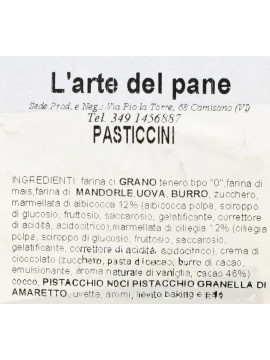 L'arte del pane
Sede Prod. e Neg.: Via Pio la Torre, 68 Camisano (VI)
Tel. 349 1456887
PASTICCINI
INGREDIENTI: farina di GRANO tenero tipo "0",farina di
mais,farina di MANDORLE UOVA, BURRO, zucchero,
marmellata di albicocca 12% (albicocca polpa, sciroppo
di glucosio, fruttosio, saccarosio, gelatificante, correttore
di acidità, acidocitrico), marmellata di ciliegia 12% (ciliegia
polpa, sciroppo di glucosio, fruttosio, saccarosio,
gelatificante, correttore di acidità, acidocitrico), crema di
cioccolato (zucchero, pasta di cacao, burro di cacao,
emulsionante, aroma naturale di vaniglia, cacao 46%)
cocco, PISTACCHIO NOCI PISTACCHIO GRANELLA DI
AMARETTO, uvetta, animi, lievito baking e